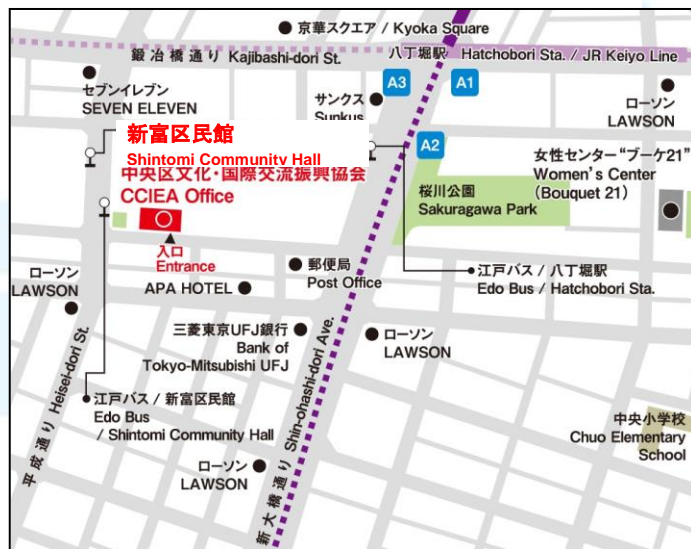 京華スクエア / Kyoka Square
鍛冶橋通り Kajibashi-dori St.
八丁堀駅
Hatchobori Sta. / JR Keiyo Line
セブンイレブン
SEVEN ELEVEN
サンクス
Sunkus
A3
A1
ローソン
LAWSON
新富区民館
Shintomi Community Hall
中央区文化・国際交流振興協会
CCIEA Office
A2
女性センター“ブーケ21”
Women's Center
(Bouquet 21)
桜川公園
Sakuragawa Park
入口
Entrance
郵便局
Post Office
江戸バス / 八丁堀駅
Edo Bus / Hatchobori Sta.
ローソン
LAWSON
APA HOTEL
三菱東京UFJ銀行
Bank of
Tokyo-Mitsubishi UFJ
ローソン
LAWSON
江戸バス / 新富区民館
Edo Bus
/ Shintomi Community Hall
平成通り Heisei-dori St.
新大橋通り Shin-ohashi-dori Ave.
中央小学校
Chuo Elementary
School
ローソン
LAWSON